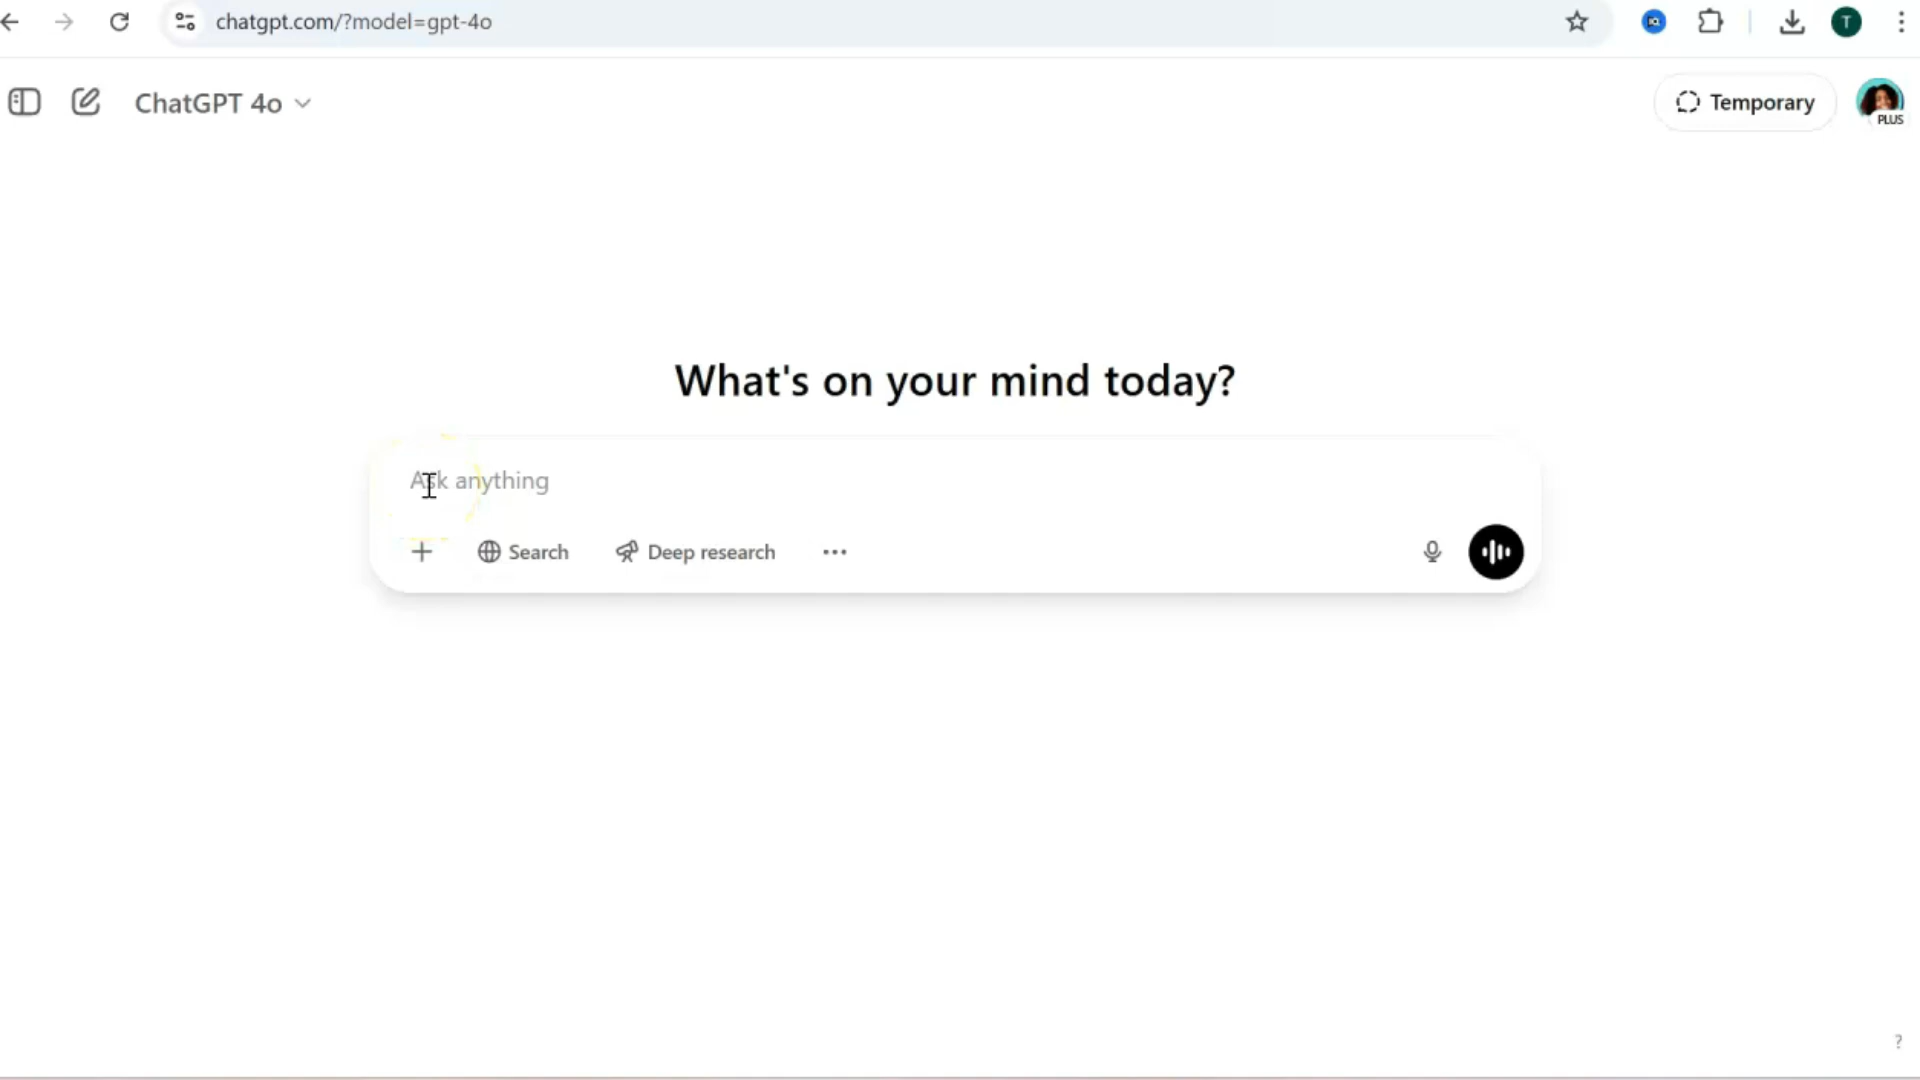 chatgpt.com/?model=gpt-4o
T
ChatGPT 4o
Temporary
PLUS
What's on your mind today?
Ask anything
Search
Deep research
?